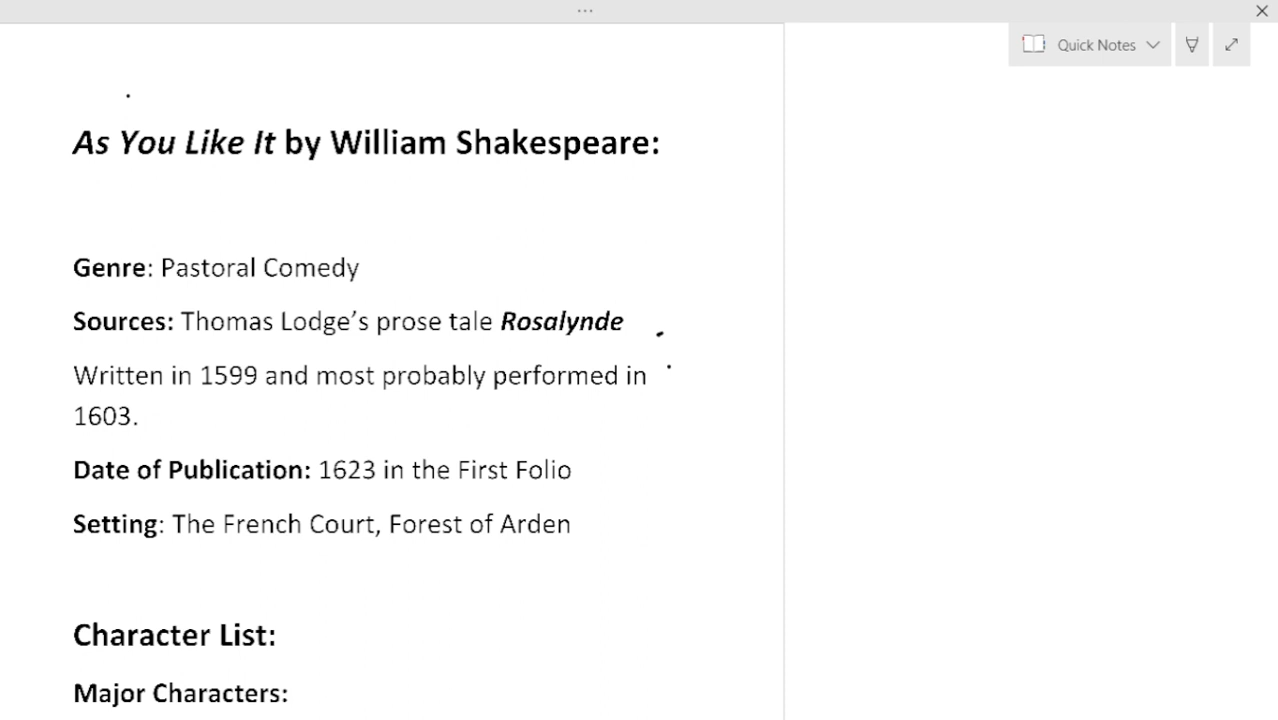 Quick Notes
As You Like It by William Shakespeare:
Genre: Pastoral Comedy
Sources: Thomas Lodge’s prose tale Rosalynde
Written in 1599 and most probably performed in
1603.
Date of Publication: 1623 in the First Folio
Setting: The French Court, Forest of Arden
Character List:
Major Characters: